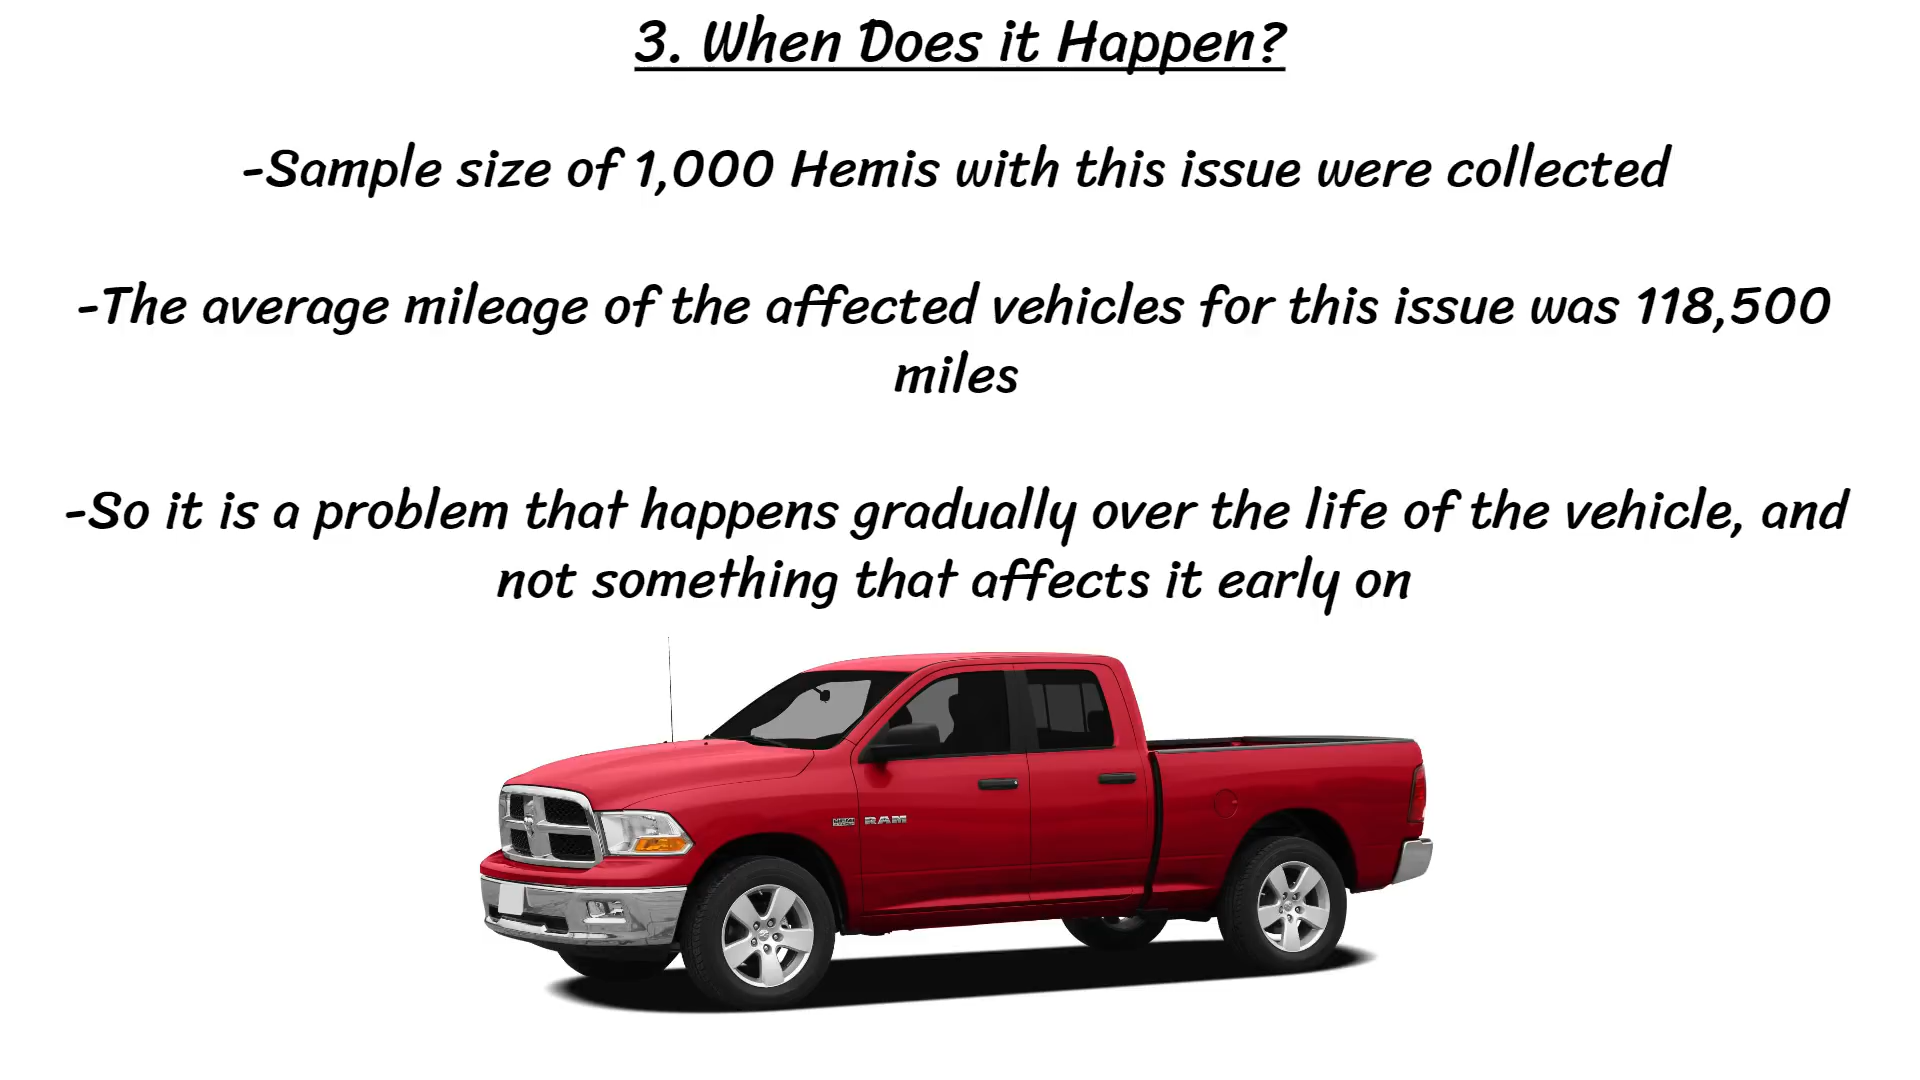 3. When Does it Happen?
-Sample size of 1,000 Hemis with this issue were collected
-The average mileage of the affected vehicles for this issue was 118,500
miles
-So it is a problem that happens gradually over the life of the vehicle, and
not something that affects it early on
RAM